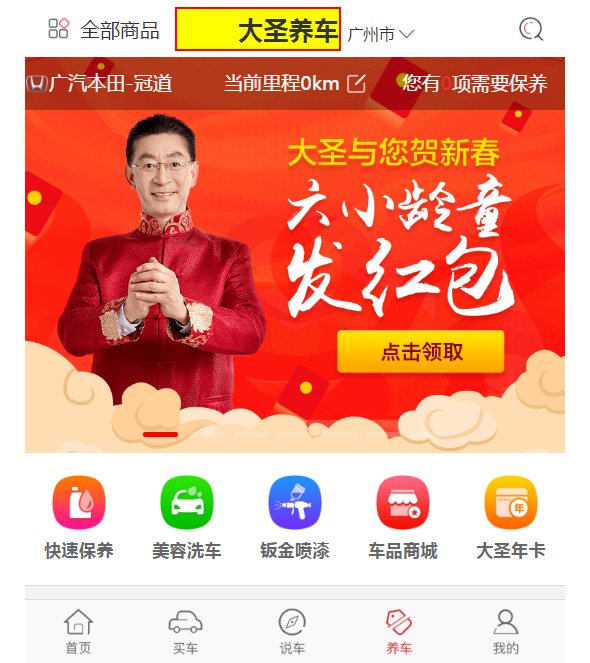 全部商品
大圣养车
广州市
广汽本田-冠道
当前里程0km
您有0项需要保养
大圣与您贺新春
六小龄童
发红包
点击领取
快速保养
美容洗车
钣金喷漆
车品商城
年
大圣年卡
首页
买车
说车
养车
我的